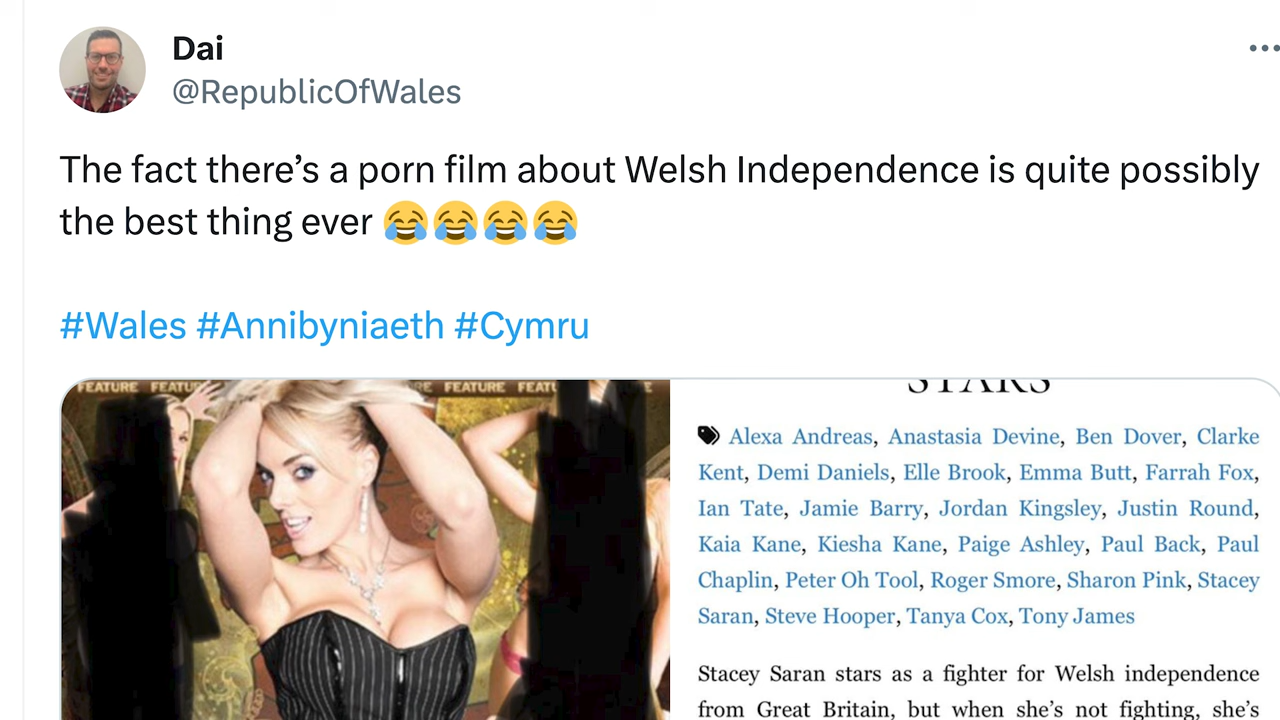 Dai
@RepublicOfWales
The fact there’s a porn film about Welsh Independence is quite possibly
the best thing ever 😂😂😂😂
#Wales #Annibyniaeth #Cymru
FEATURE FEATURE FEATURE
STARS
Alexa Andreas, Anastasia Devine, Ben Dover, Clarke
Kent, Demi Daniels, Elle Brook, Emma Butt, Farrah Fox,
Ian Tate, Jamie Barry, Jordan Kingsley, Justin Round,
Kaia Kane, Kiesha Kane, Paige Ashley, Paul Back, Paul
Chaplin, Peter Oh Tool, Roger Smore, Sharon Pink, Stacey
Saran, Steve Hooper, Tanya Cox, Tony James
Stacey Saran stars as a fighter for Welsh independence
from Great Britain, but when she’s not fighting, she’s